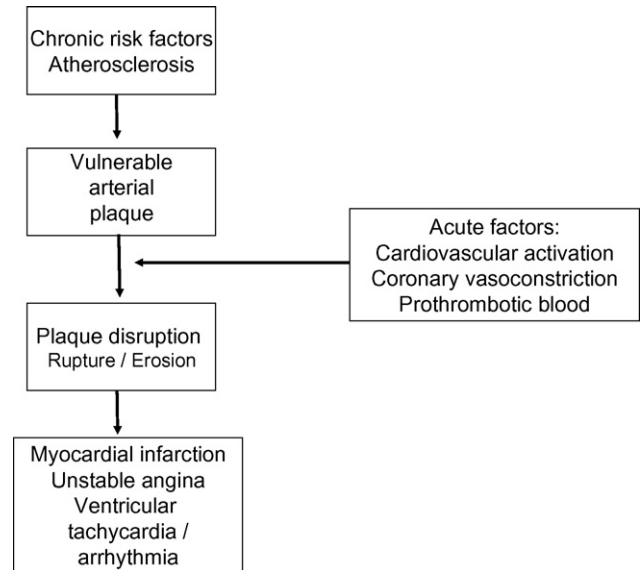 Chronic risk factors
Atherosclerosis
Vulnerable
arterial
plaque
Acute factors:
Cardiovascular activation
Coronary vasoconstriction
Prothrombotic blood
Plaque disruption
Rupture / Erosion
Myocardial infarction
Unstable angina
Ventricular
tachycardia /
arrhythmia